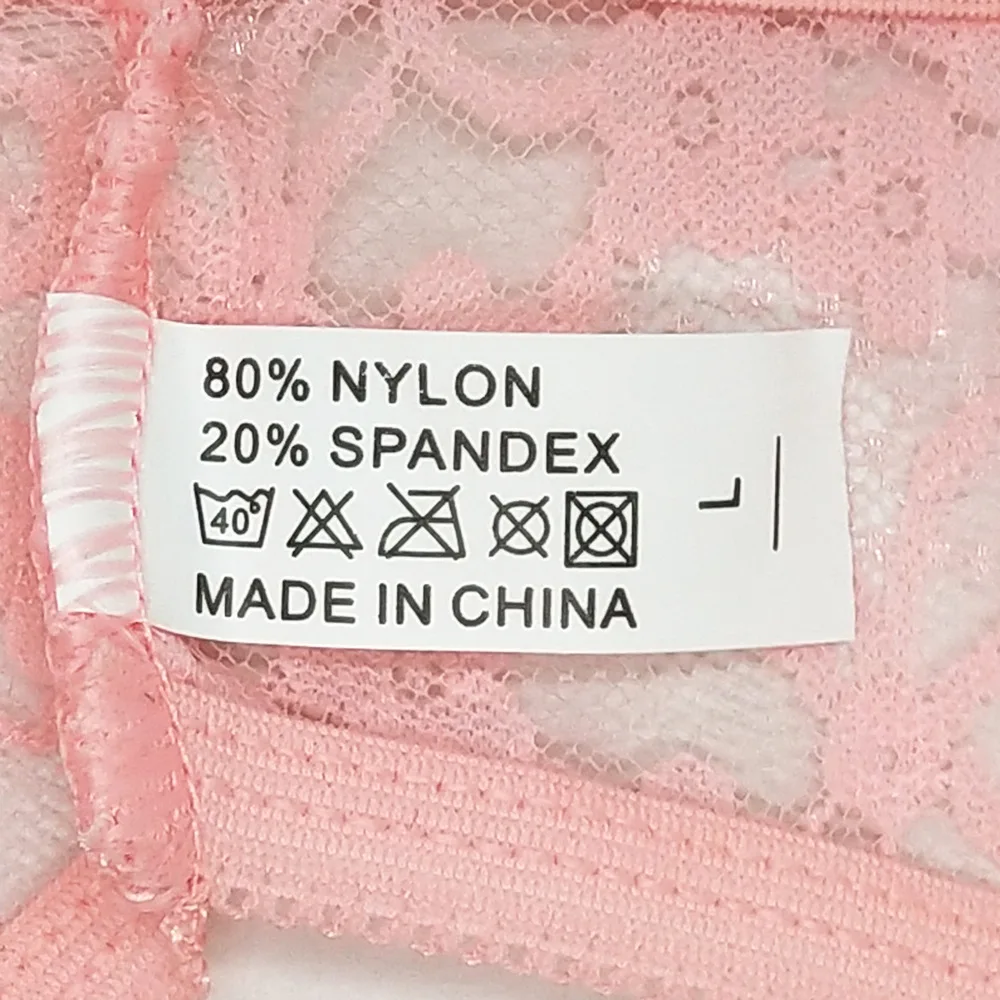 80% NYLON
20% SPANDEX
40°
MADE IN CHINA
L